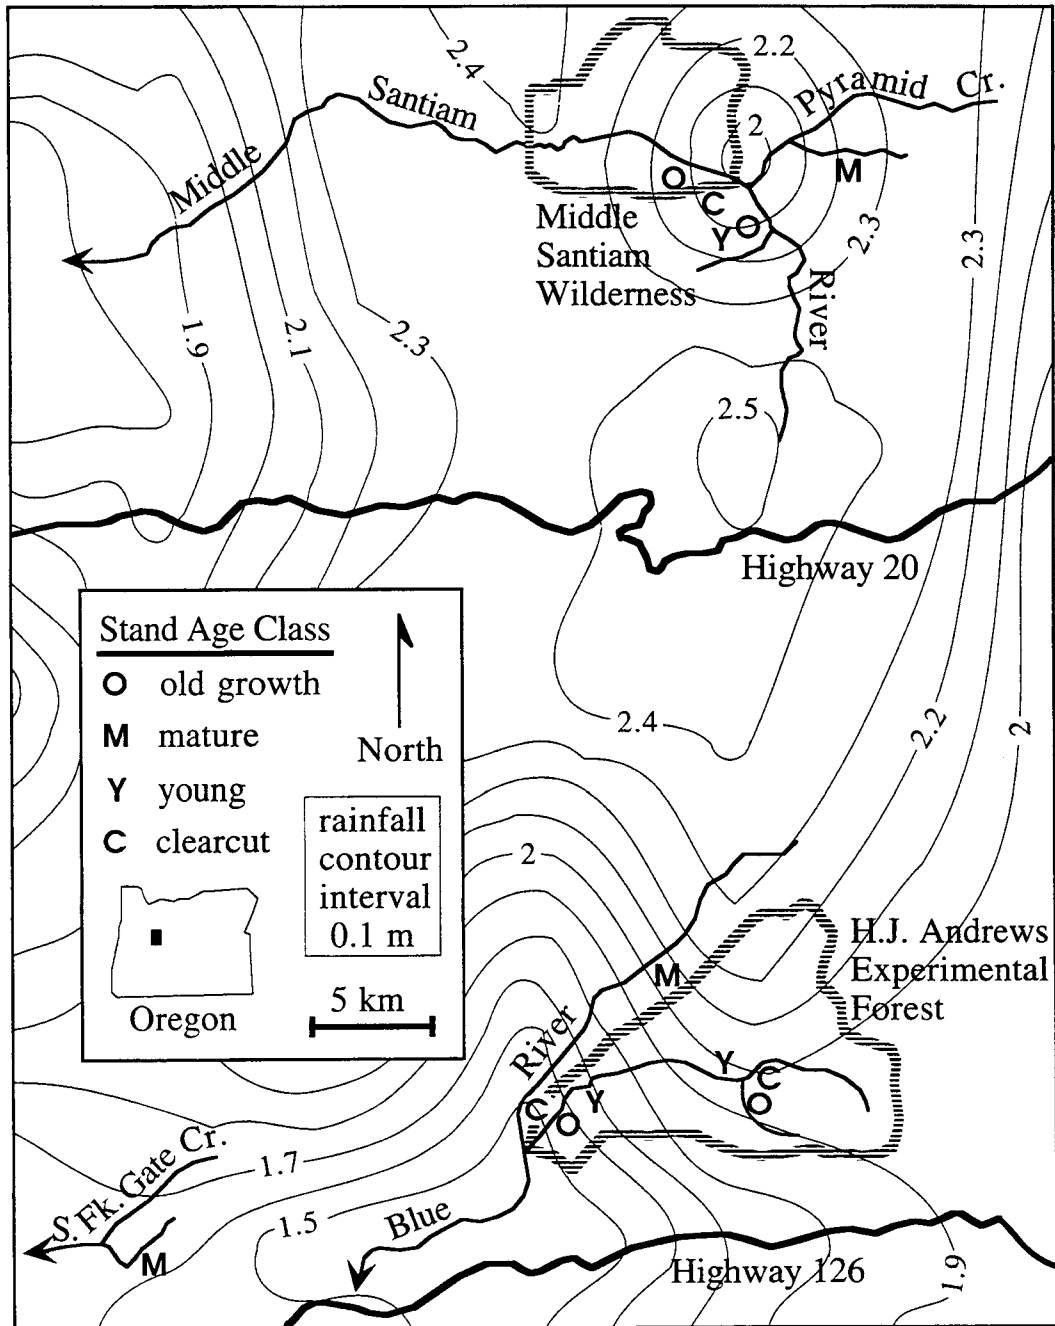 2.4
2.2
Santiam
Pyramid Cr.
2
M
Middle
O
C
O
Y
Middle
Santiam
Wilderness
2.3
2.3
River
1.9
2.1
2.3
2.5
Highway 20
Stand Age Class
O old growth
M mature
Y young
C clearcut
North
rainfall
contour
interval
0.1 m
Oregon
5 km
2.4
2.2
2
2
M
H.J. Andrews
Experimental
Forest
River
Y
C
O
C
Y
O
S. Fk. Gate Cr.
1.7
1.5
Blue
M
Highway 126
1.9